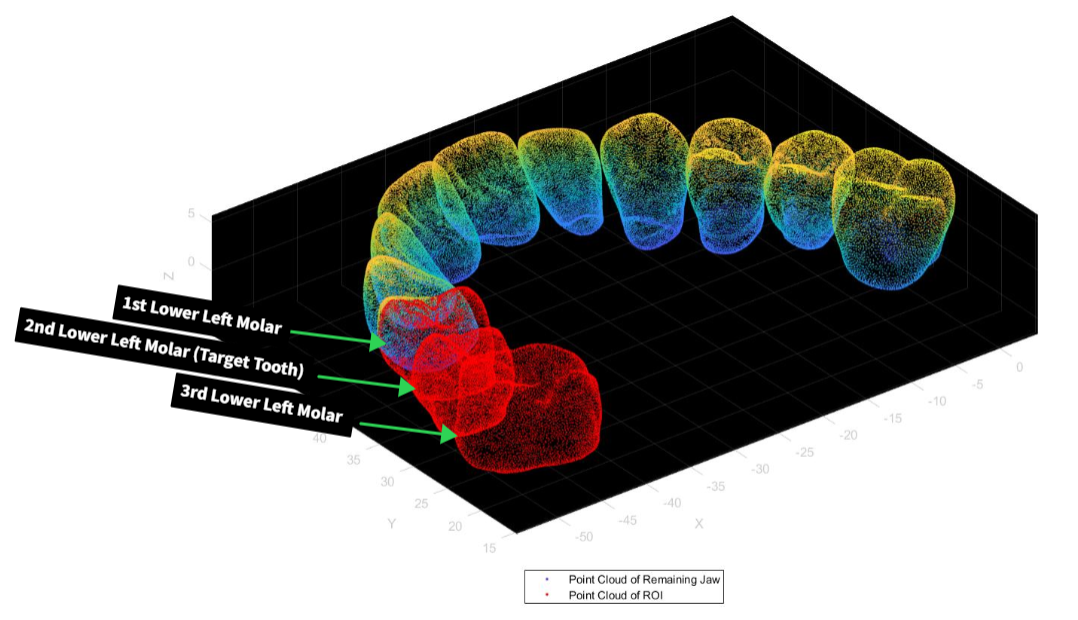 5
0
Z
1st Lower Left Molar
2nd Lower Left Molar (Target Tooth)
3rd Lower Left Molar
40
35
30
25
20
15
Y
-50
-45
-40
-35
-30
-25
-20
-15
-10
-5
0
X
Point Cloud of Remaining Jaw
Point Cloud of ROI